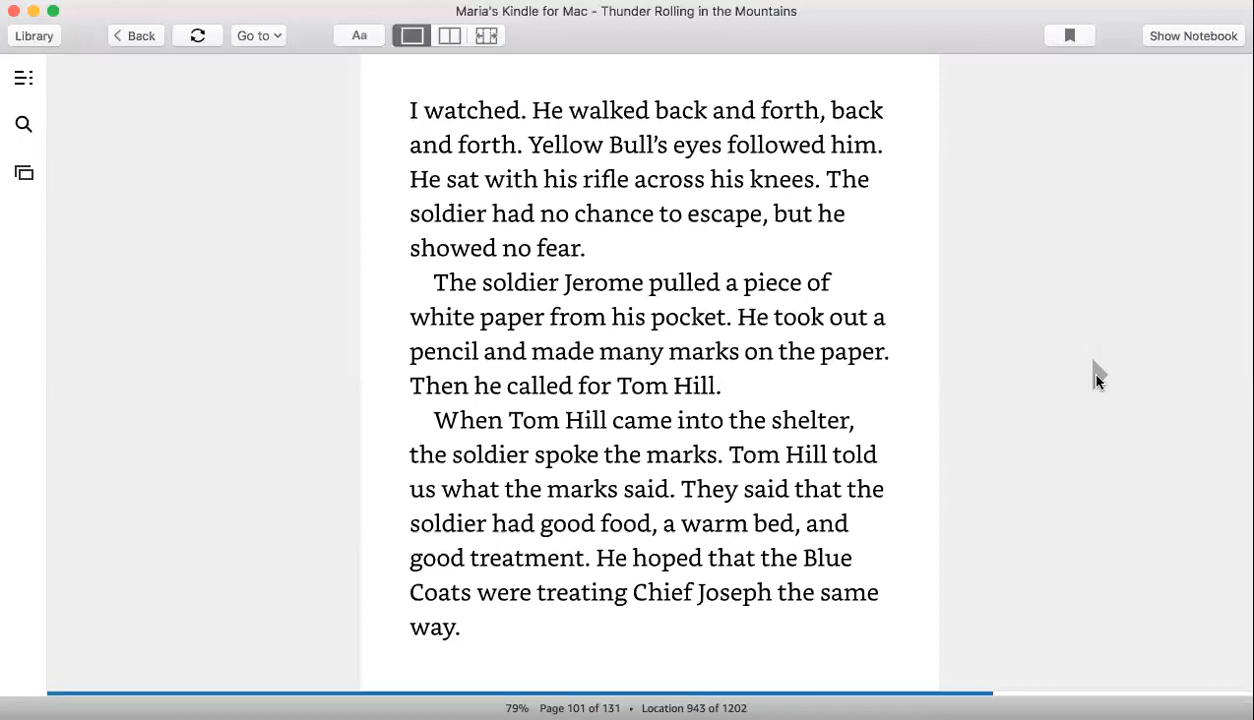 Maria's Kindle for Mac - Thunder Rolling in the Mountains
Library
Back
Go to
Aa
Show Notebook
I watched. He walked back and forth, back
and forth. Yellow Bull’s eyes followed him.
He sat with his rifle across his knees. The
soldier had no chance to escape, but he
showed no fear.
The soldier Jerome pulled a piece of
white paper from his pocket. He took out a
pencil and made many marks on the paper.
Then he called for Tom Hill.
When Tom Hill came into the shelter,
the soldier spoke the marks. Tom Hill told
us what the marks said. They said that the
soldier had good food, a warm bed, and
good treatment. He hoped that the Blue
Coats were treating Chief Joseph the same
way.
79% Page 101 of 131 • Location 943 of 1202